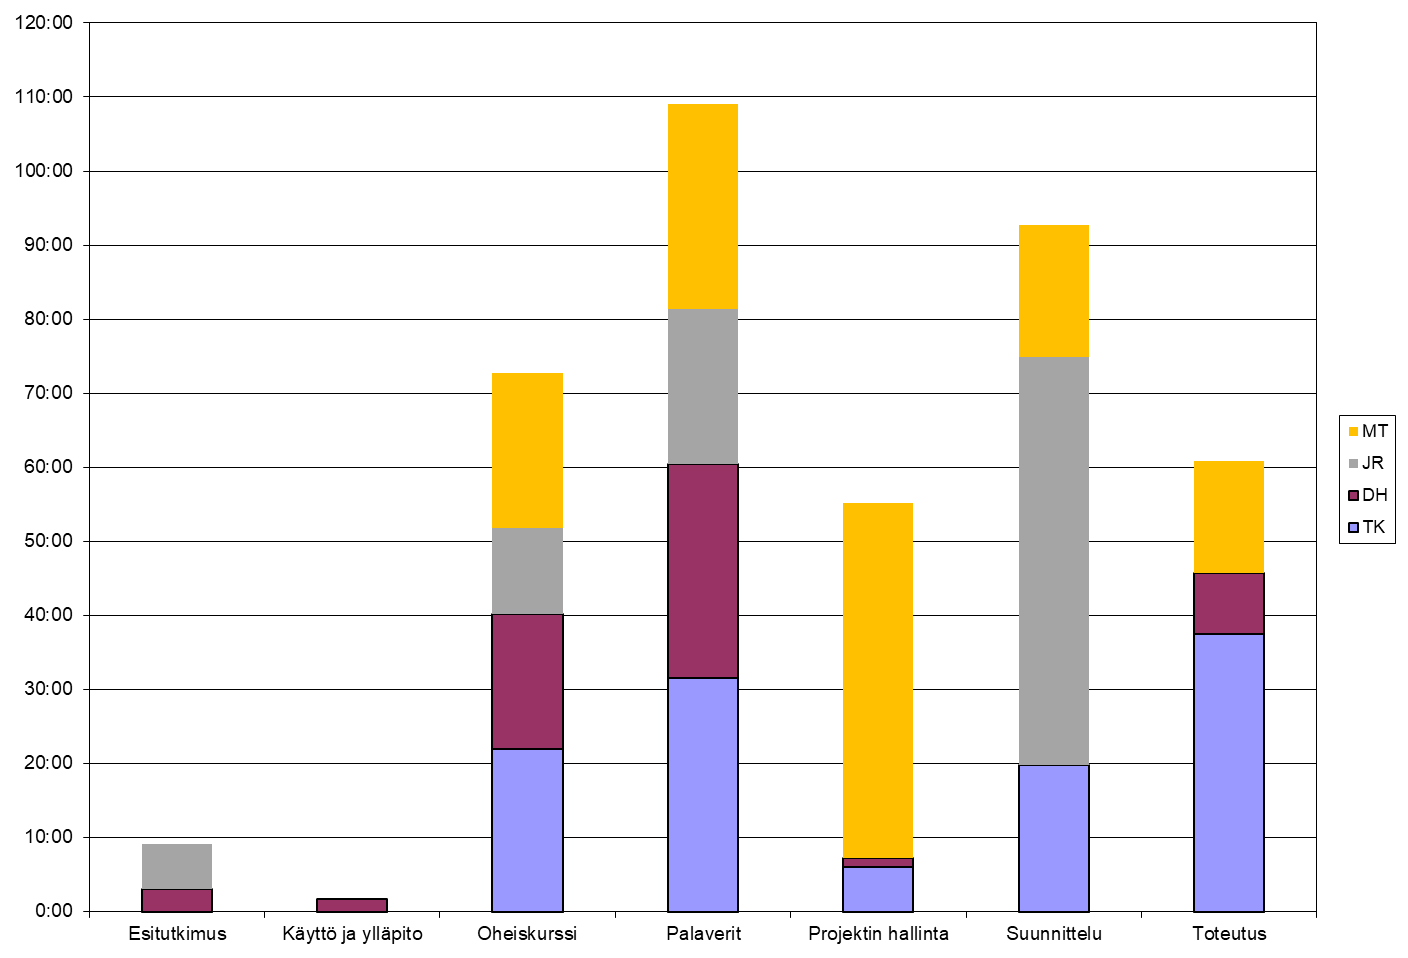 120:00
110:00
100:00
90:00
80:00
70:00
60:00
50:00
40:00
30:00
20:00
10:00
0:00
Esitutkimus
Käyttö ja ylläpito
Oheiskurssi
Palaverit
Projektin hallinta
Suunnittelu
Toteutus
MT
JR
DH
TK